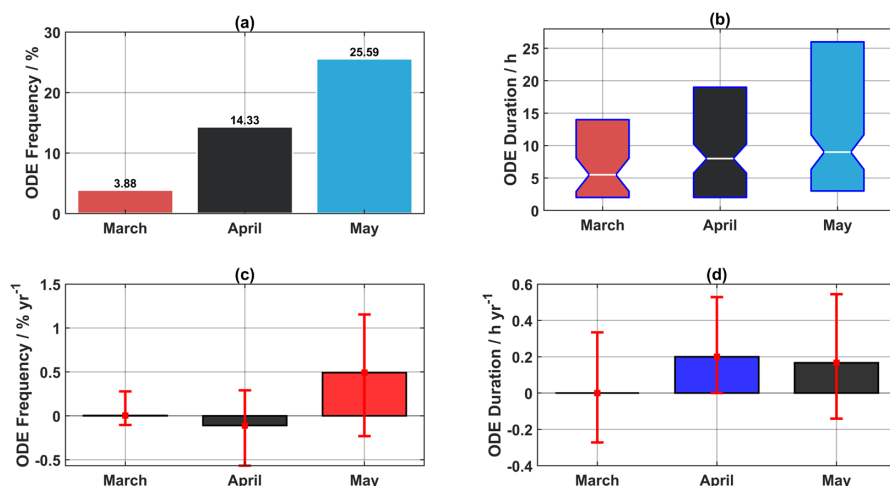 (a)
ODE Frequency / %
30
20
10
0
3.88
14.33
25.59
March
April
May
(b)
ODE Duration / h
25
20
15
10
5
0
March
April
May
(c)
ODE Frequency / % yr-1
1.5
1
0.5
0
-0.5
March
April
May
(d)
ODE Duration / h yr-1
0.6
0.4
0.2
0
-0.2
-0.4
March
April
May